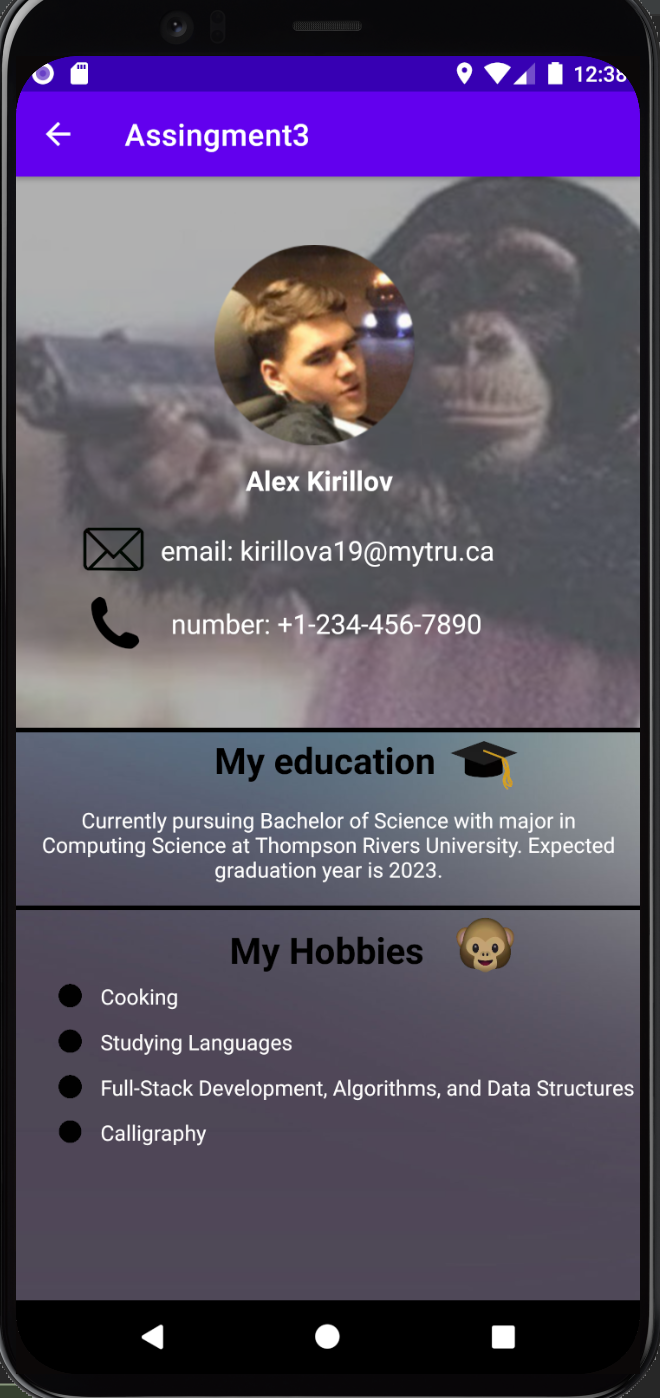 12:38
Assingment3
Alex Kirillov
email: kirillova19@mytru.ca
number: +1-234-456-7890
My education
Currently pursuing Bachelor of Science with major in
Computing Science at Thompson Rivers University. Expected
graduation year is 2023.
My Hobbies
Cooking
Studying Languages
Full-Stack Development, Algorithms, and Data Structures
Calligraphy